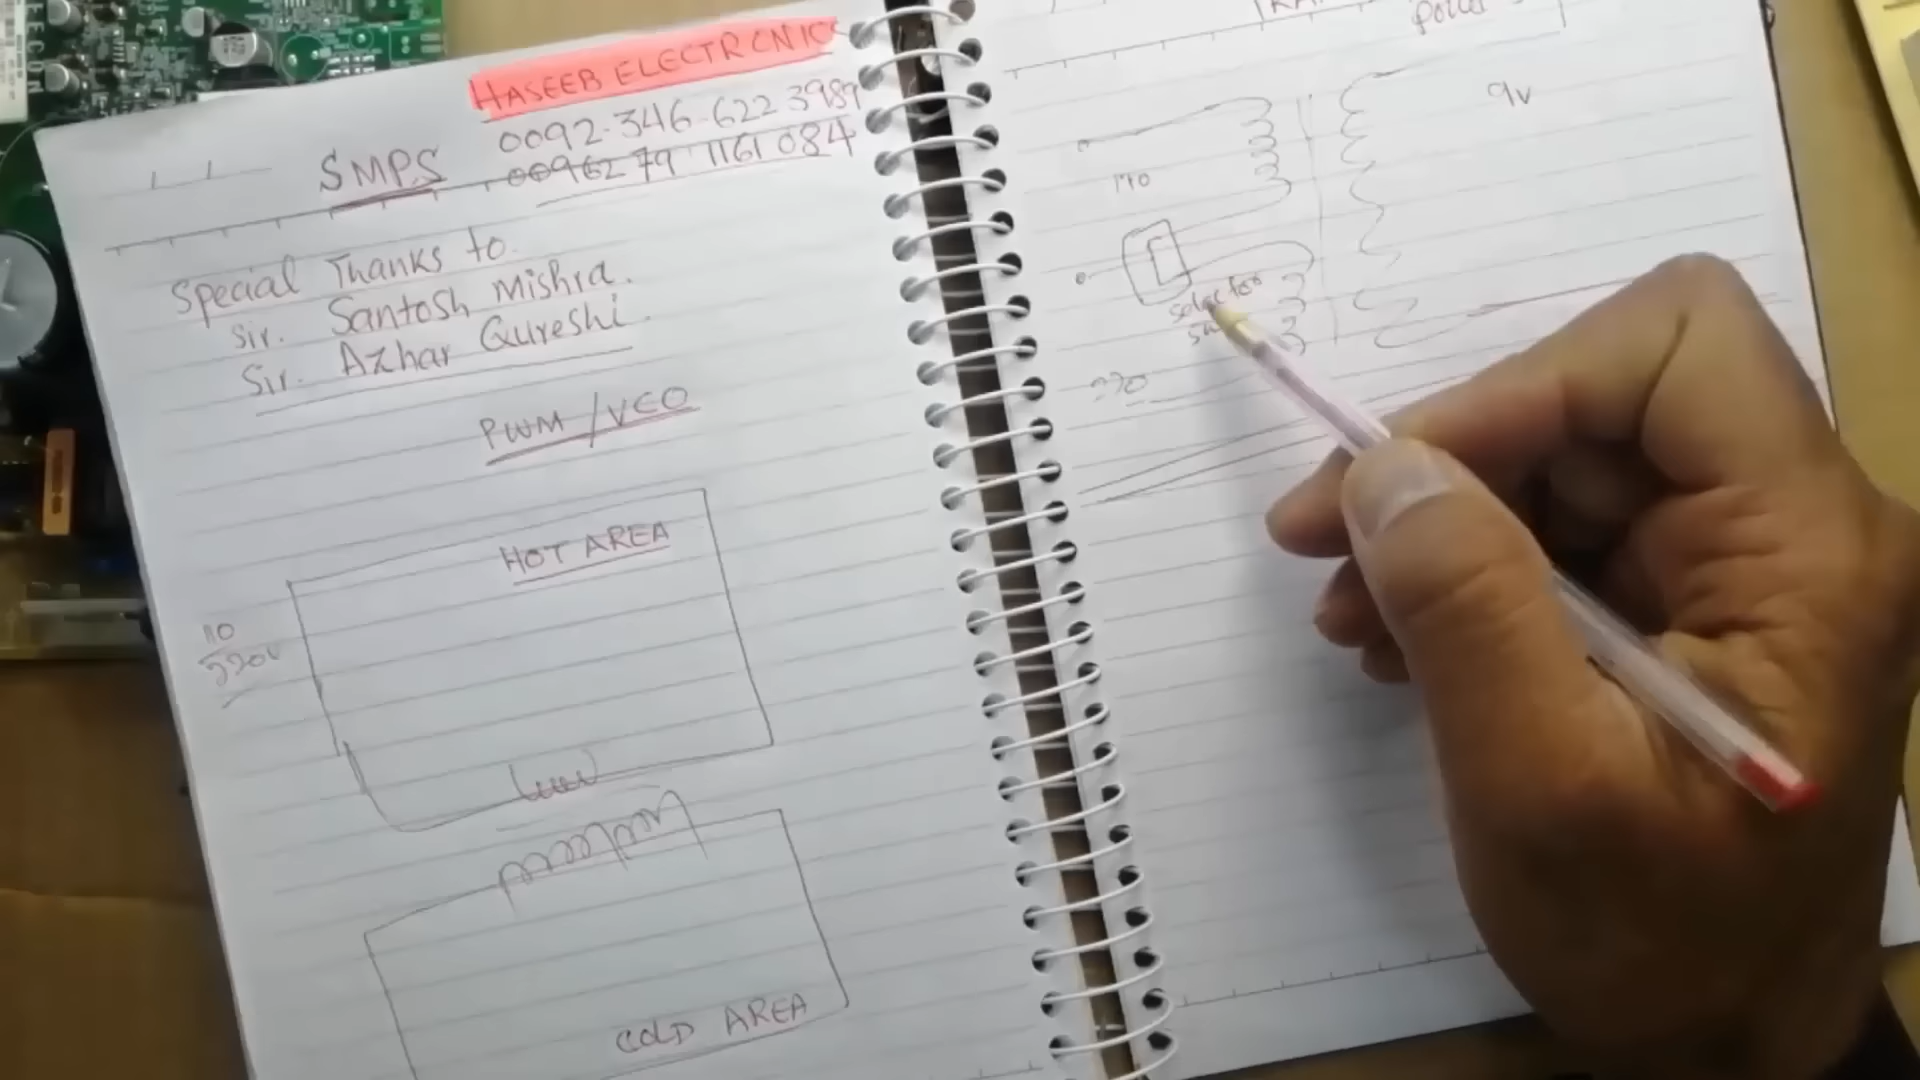 HASEEB ELECTRONIC
0092-346-622 3989
SMPS 00962 79 1161 084
Special Thanks to.
Sir. Santosh Mishra.
Sir. Azhar Qureshi.
PWM/VCO
HOT AREA
110
220v
COLD AREA
9v
110
selector
220